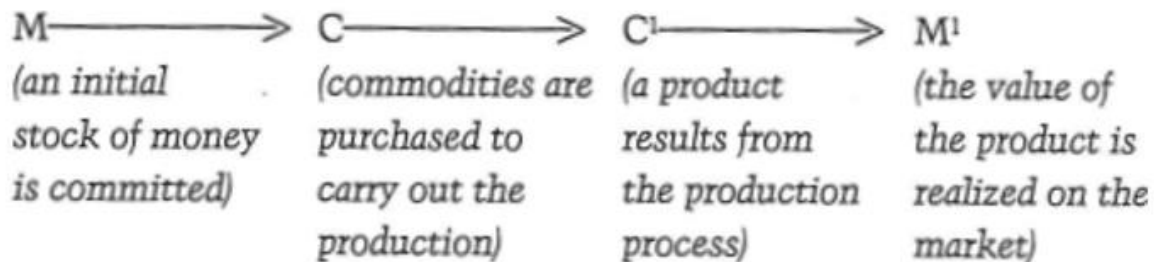 M⟶ C⟶ C¹⟶ M¹
(an initial (commodities are (a product (the value of
stock of money purchased to results from the product is
is committed) carry out the the production realized on the
production) process) market)